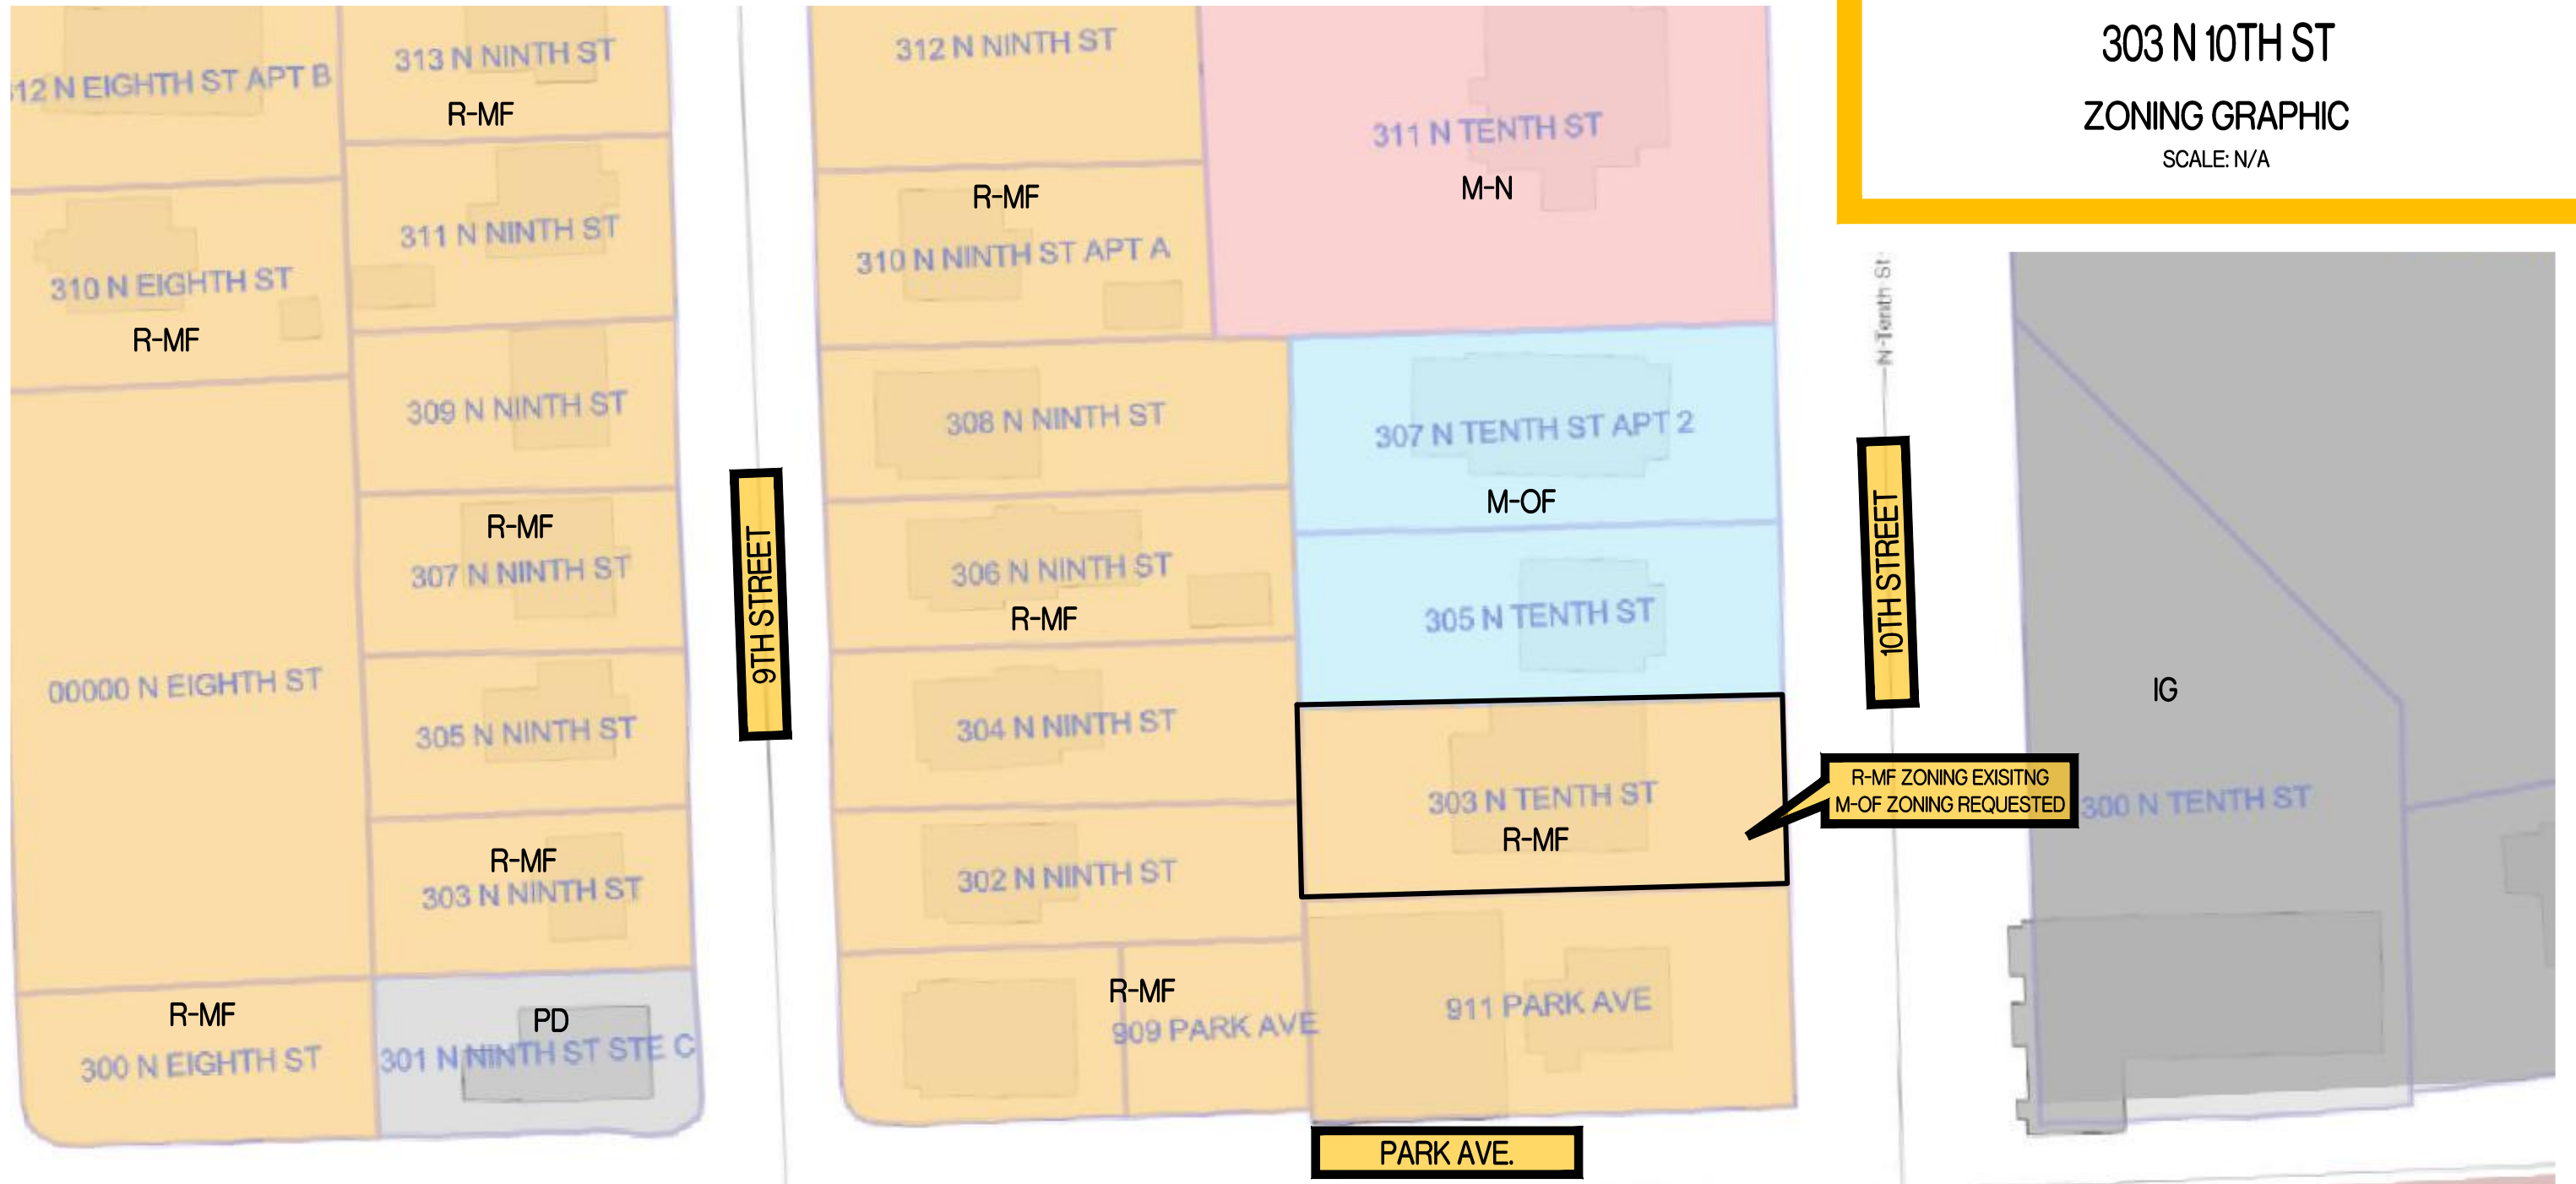 303 N 10TH ST
ZONING GRAPHIC
SCALE: N/A
12 N EIGHTH ST APT B
313 N NINTH ST
R-MF
311 N NINTH ST
310 N EIGHTH ST
R-MF
309 N NINTH ST
R-MF
307 N NINTH ST
00000 N EIGHTH ST
305 N NINTH ST
R-MF
303 N NINTH ST
R-MF
300 N EIGHTH ST
PD
301 N NINTH ST STE C
9TH STREET
312 N NINTH ST
R-MF
310 N NINTH ST APT A
308 N NINTH ST
306 N NINTH ST
R-MF
304 N NINTH ST
302 N NINTH ST
R-MF
909 PARK AVE
311 N TENTH ST
M-N
307 N TENTH ST APT 2
M-OF
305 N TENTH ST
303 N TENTH ST
R-MF
911 PARK AVE
PARK AVE.
N Tenth St
10TH STREET
R-MF ZONING EXISITNG
M-OF ZONING REQUESTED
IG
300 N TENTH ST